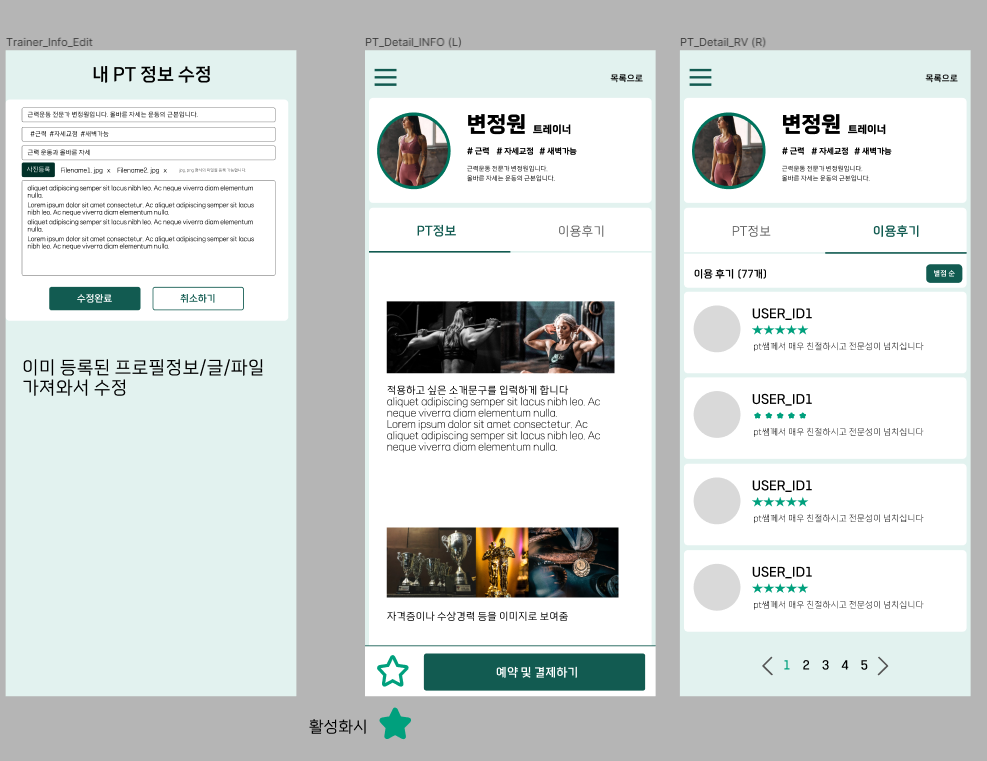 Trainer_Info_Edit
내 PT 정보 수정
근력운동 전문가 변정원입니다. 올바른 자세는 운동의 근본입니다.
#근력 #자세교정 #새벽가능
근력 운동과 올바른 자세
사진등록 Filename1. jpg x Filename2. jpg x
aliquet adipiscing semper sit lacus nibh leo. Ac neque viverra diam elementum
nulla.
Lorem ipsum dolor sit amet consectetur. Ac aliquet adipiscing semper sit lacus
nibh leo. Ac neque viverra diam elementum nulla.
aliquet adipiscing semper sit lacus nibh leo. Ac neque viverra diam elementum
nulla.
Lorem ipsum dolor sit amet consectetur. Ac aliquet adipiscing semper sit lacus
nibh leo. Ac neque viverra diam elementum nulla.
수정완료 취소하기
이미 등록된 프로필정보/글/파일
가져와서 수정
PT_Detail_INFO (L)
목록으로
변정원 트레이너
# 근력 # 자세교정 # 새벽가능
근력운동 전문가 변정원입니다.
올바른 자세는 운동의 근본입니다.
PT정보 이용후기
적용하고 싶은 소개문구를 입력하게 합니다
aliquet adipiscing semper sit lacus nibh leo. Ac
neque viverra diam elementum nulla.
Lorem ipsum dolor sit amet consectetur. Ac
aliquet adipiscing semper sit lacus nibh leo. Ac
neque viverra diam elementum nulla.
자격증이나 수상경력 등을 이미지로 보여줌
예약 및 결제하기
활성화시
PT_Detail_RV (R)
목록으로
변정원 트레이너
# 근력 # 자세교정 # 새벽가능
근력운동 전문가 변정원입니다.
올바른 자세는 운동의 근본입니다.
PT정보 이용후기
이용 후기 (77개) 별점 순
USER_ID1
pt쌤께서 매우 친절하시고 전문성이 넘치십니다
USER_ID1
pt쌤께서 매우 친절하시고 전문성이 넘치십니다
USER_ID1
pt쌤께서 매우 친절하시고 전문성이 넘치십니다
USER_ID1
pt쌤께서 매우 친절하시고 전문성이 넘치십니다
1 2 3 4 5